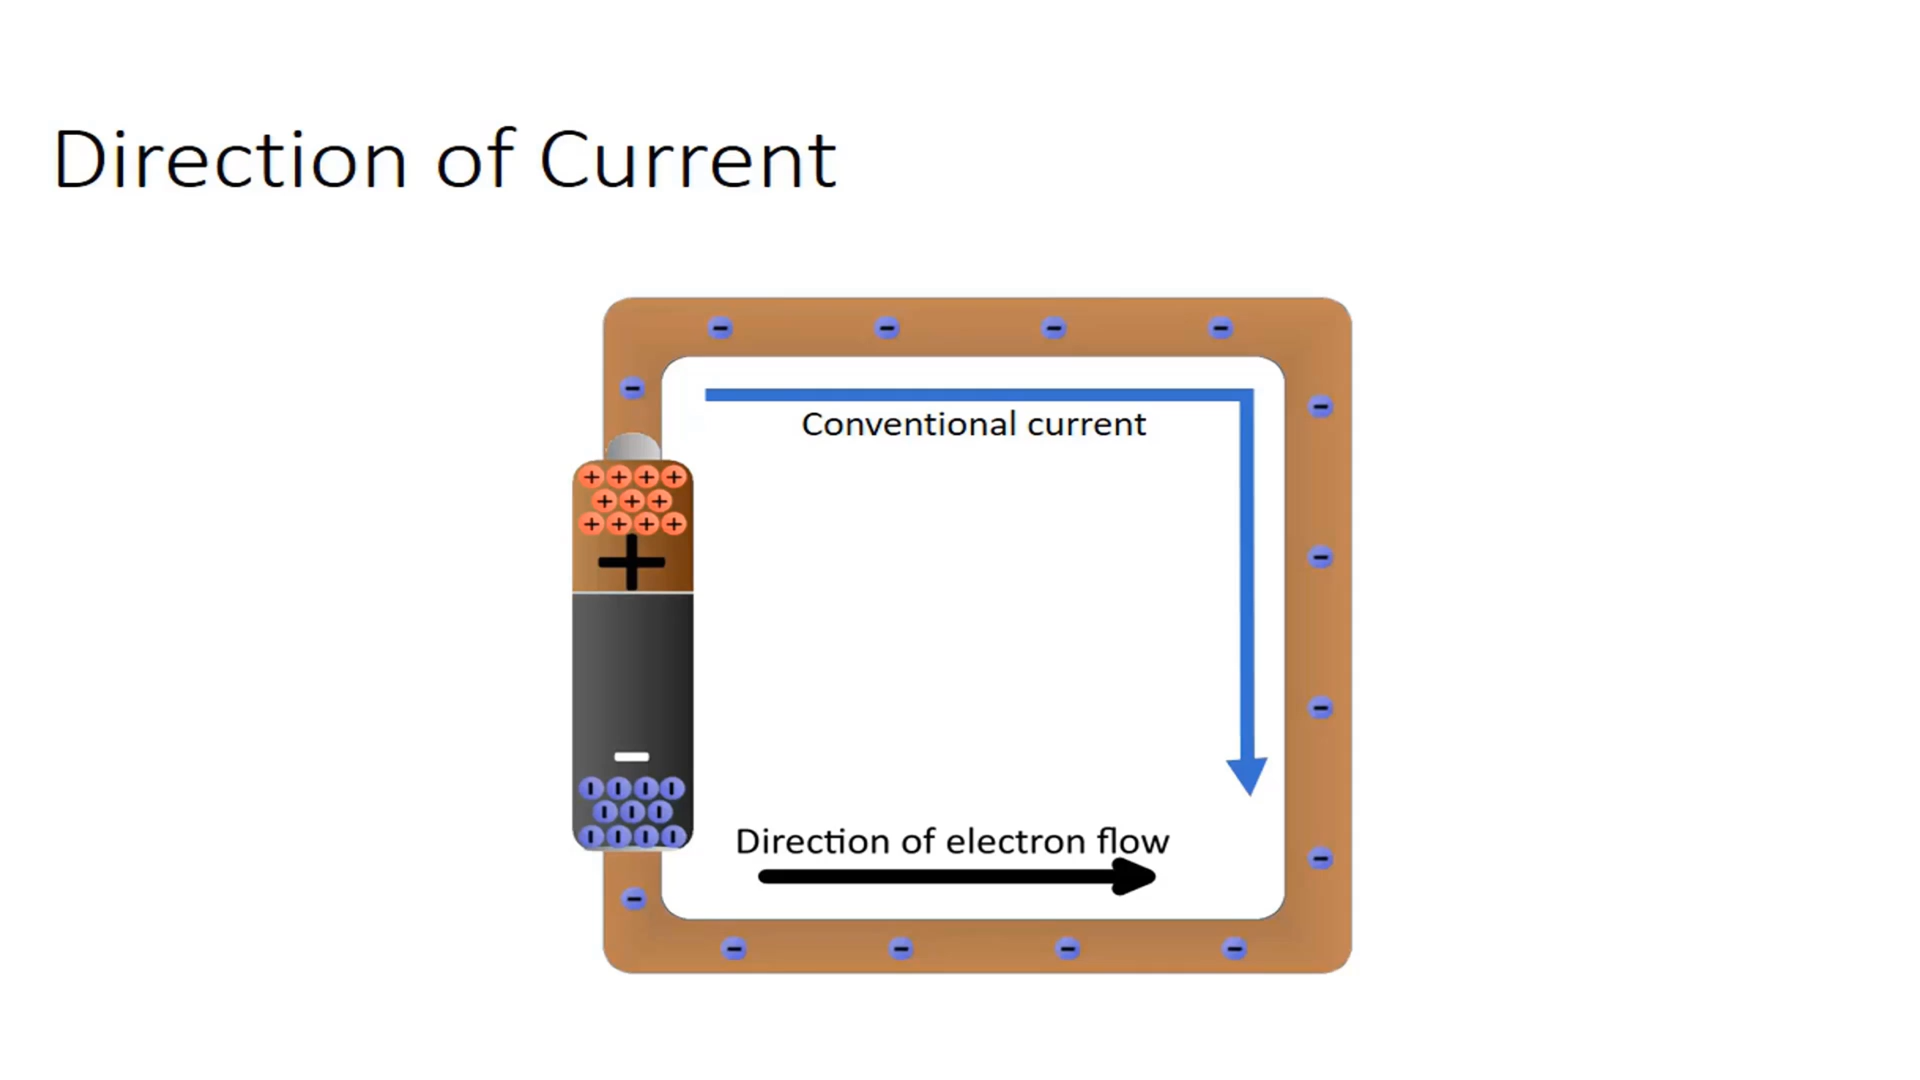 Direction of Current
Conventional current
Direction of electron flow